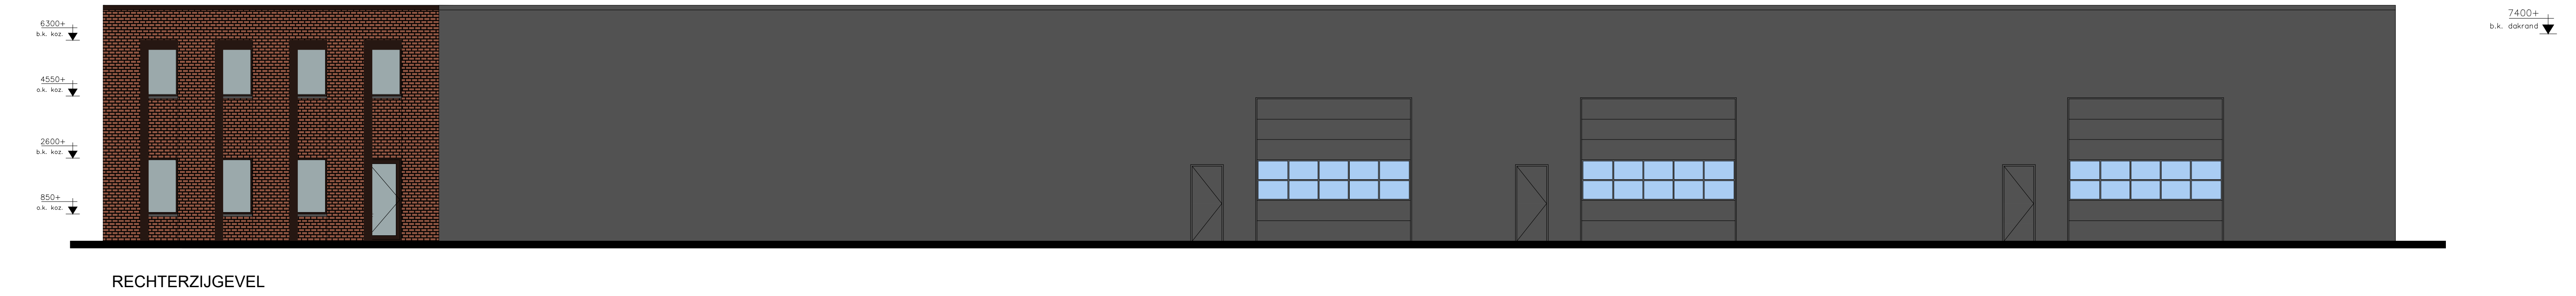 6300+
b.k. koz.
7400+
b.k. dakrand
4550+
o.k. koz.
2600+
b.k. koz.
850+
o.k. koz.
RECHTERZIJGEVEL